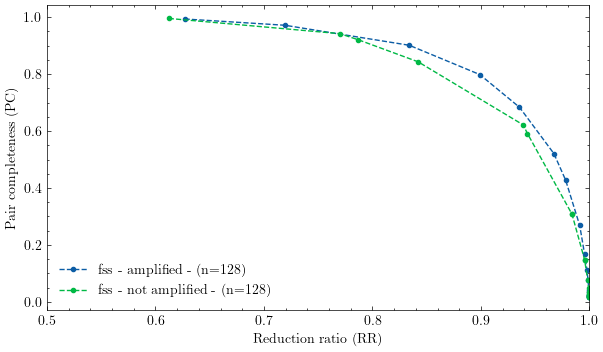 1.0
0.8
0.6
0.4
0.2
0.0
Pair completeness (PC)
fss - amplified - (n=128)
fss - not amplified - (n=128)
0.5 0.6 0.7 0.8 0.9 1.0
Reduction ratio (RR)